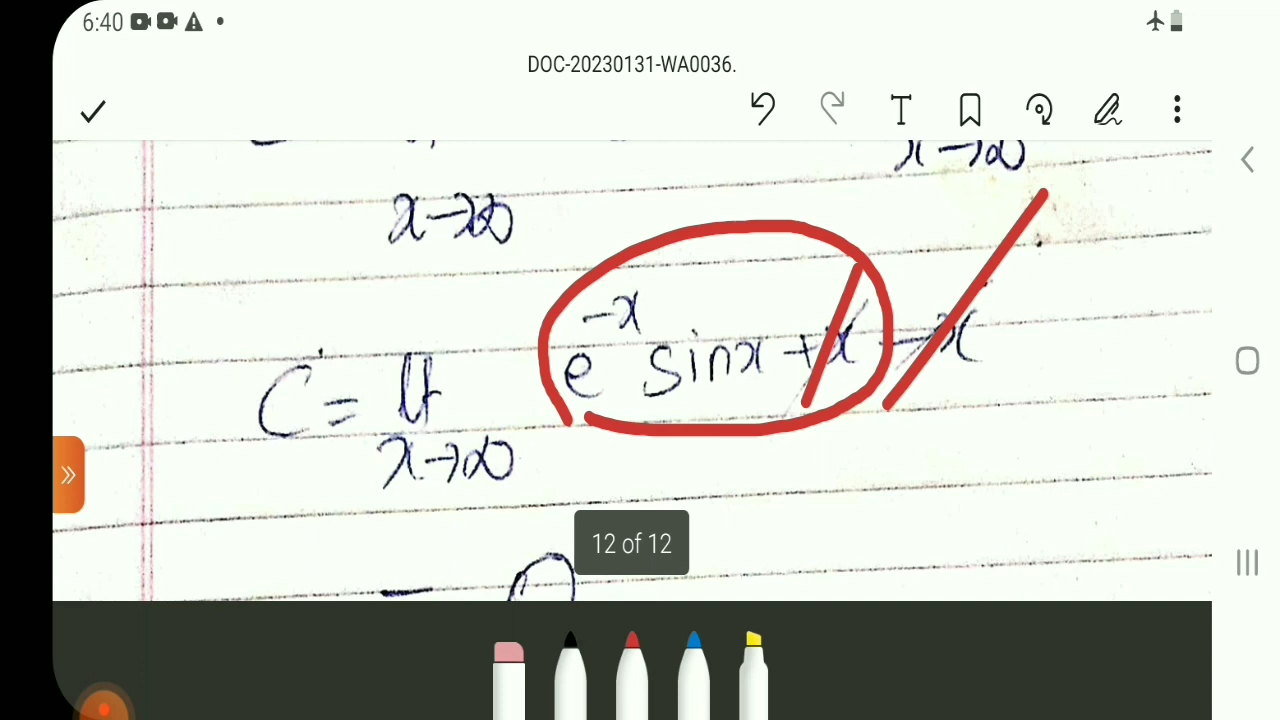 6:40
DOC-20230131-WA0036.
x→∞
x→∞
C = lt e^-x sinx + x - x
x→∞
12 of 12
=